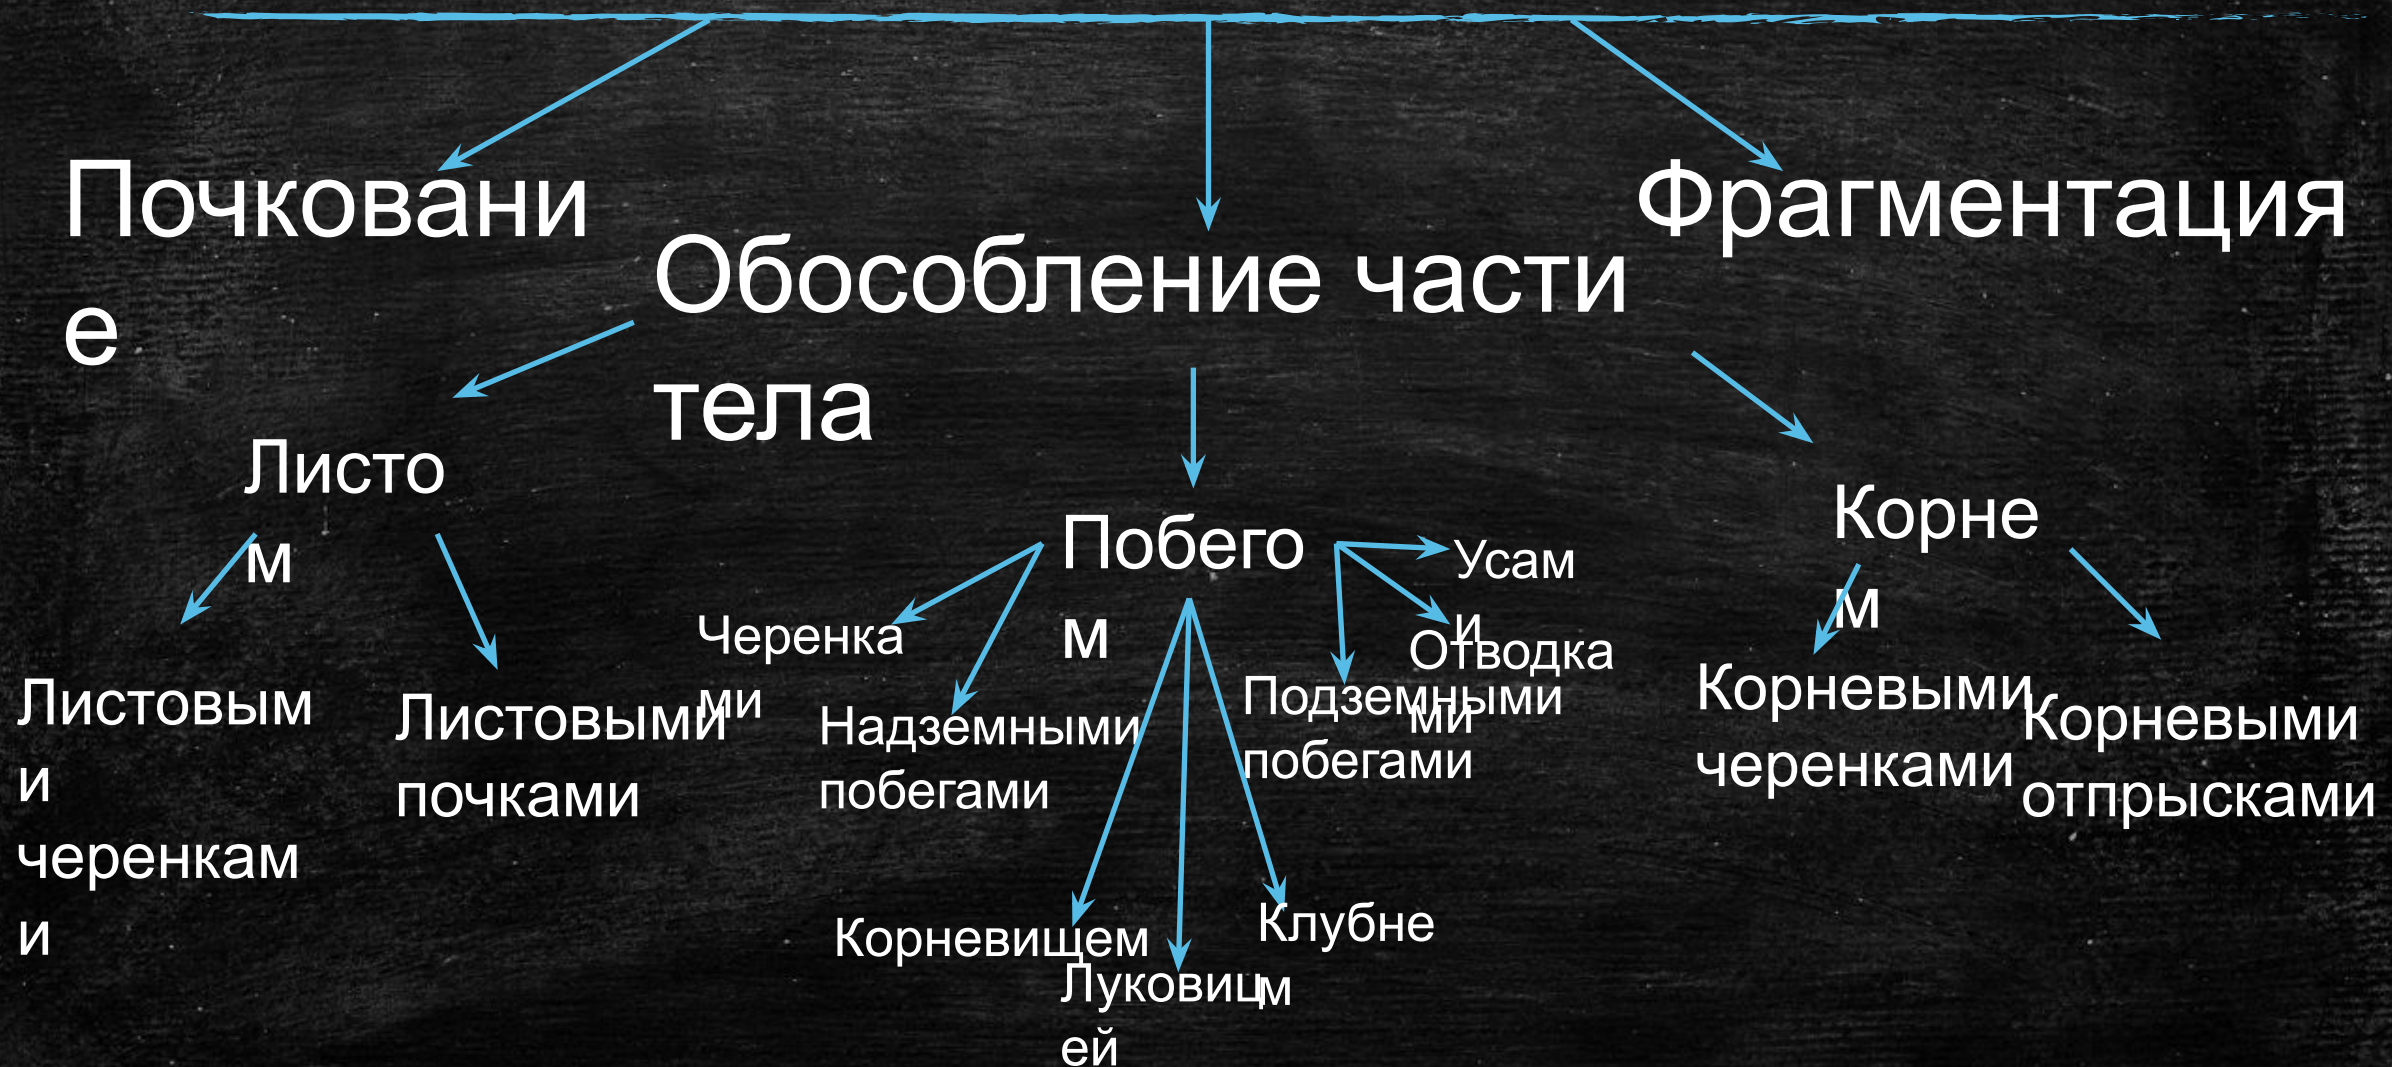 Почковани
е
Обособление части
тела
Фрагментация
Листо
м
Побего
м
Корне
м
Листовым
и
черенкам
и
Листовыми
почками
Черенка
ми
Надземными
побегами
Корневищем
Луковиц
ей
Клубне
м
Подземными
побегами
Усам
и
Отводка
ми
Корневыми
черенками
Корневыми
отпрысками